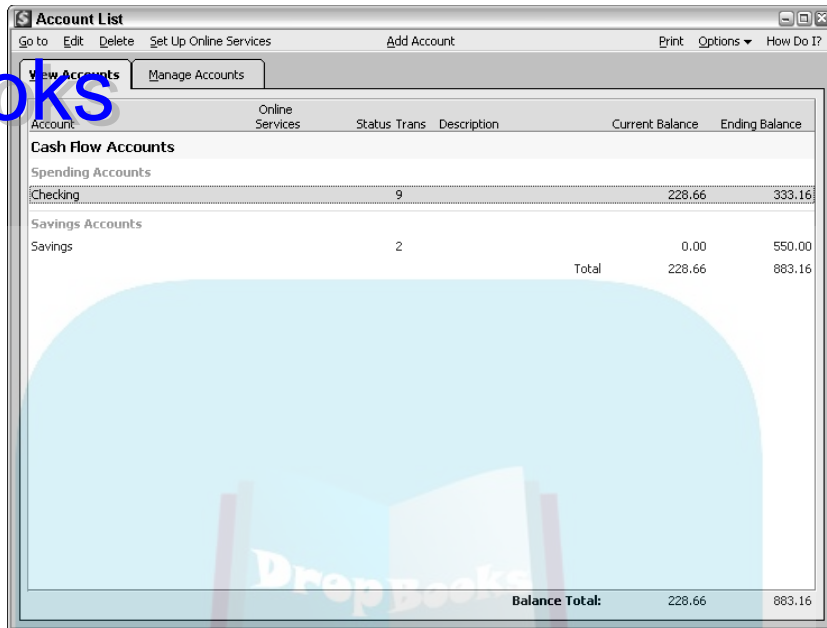 Account List
Go to Edit Delete Set Up Online Services Add Account Print Options How Do I?
View Accounts Manage Accounts
oks
Account Online Services Status Trans Description Current Balance Ending Balance
Cash Flow Accounts
Spending Accounts
Checking 9 228.66 333.16
Savings Accounts
Savings 2 0.00 550.00
Total 228.66 883.16
DropBooks
Balance Total: 228.66 883.16